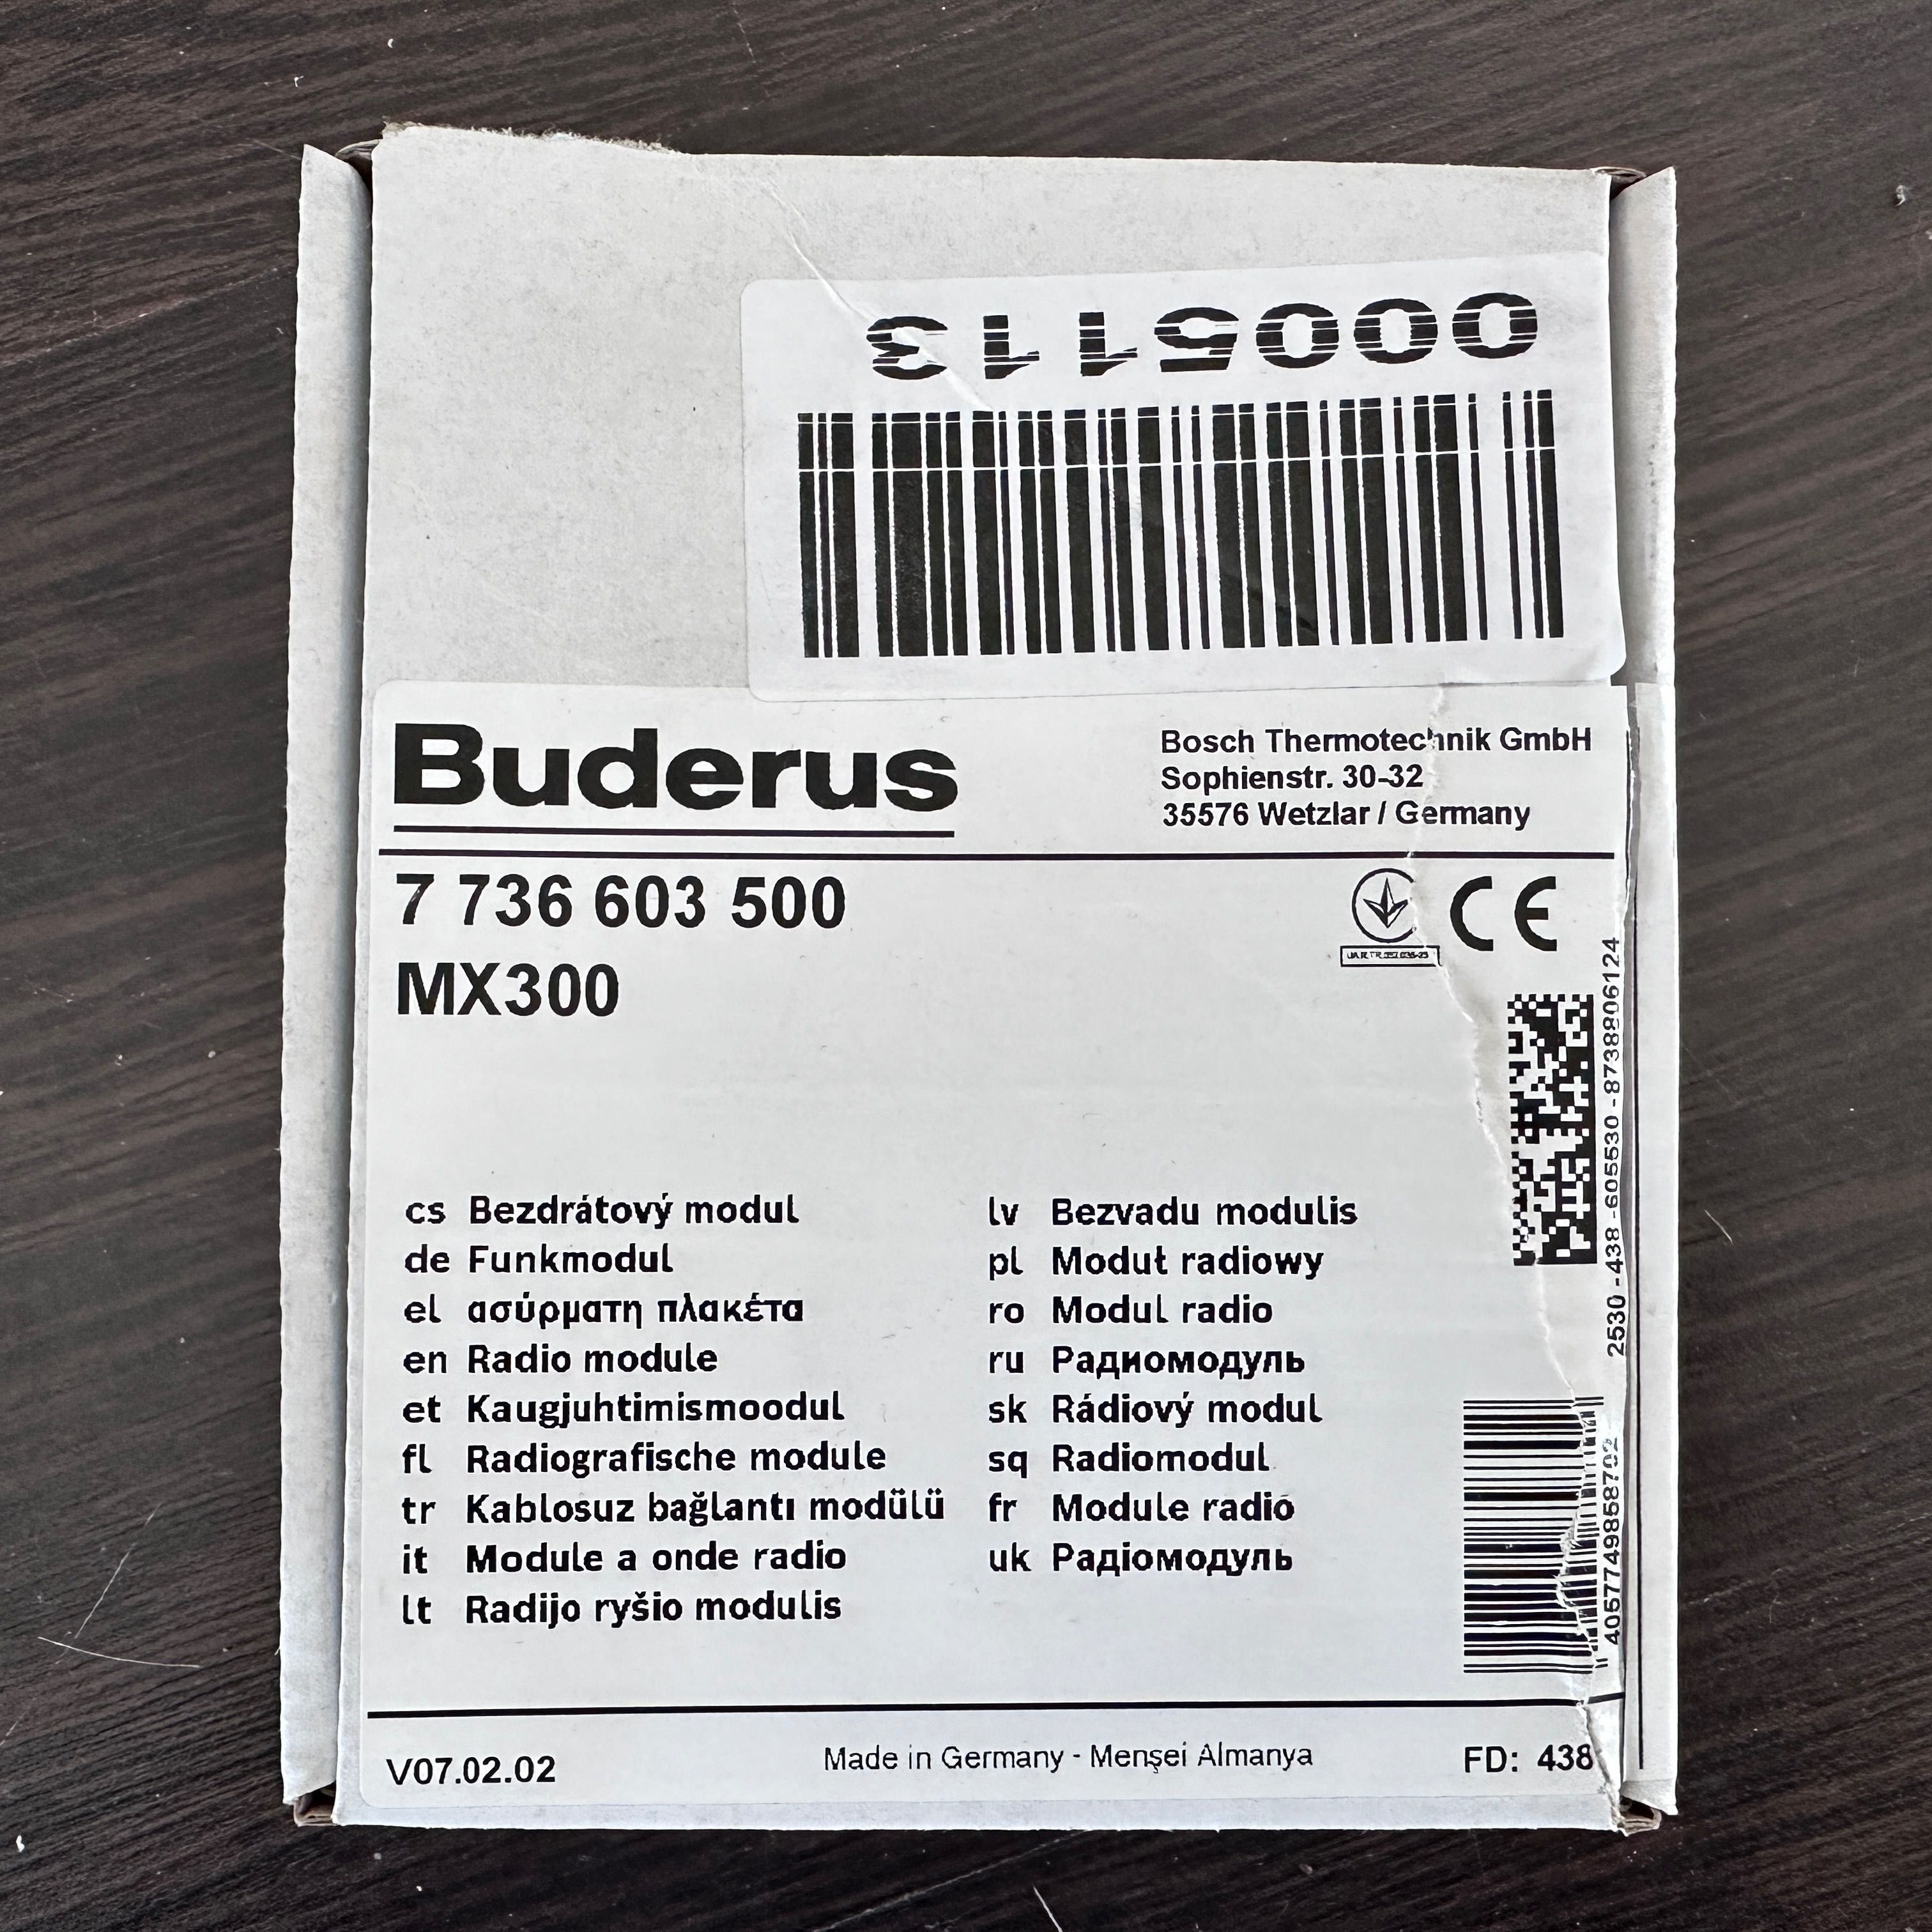 0005113
Buderus
Bosch Thermotechnik GmbH
Sophienstr. 30-32
35576 Wetzlar / Germany
7 736 603 500
MX300
2530-438-605530-8738806124
cs Bezdrátový modul
de Funkmodul
el ασύρματη πλακέτα
en Radio module
et Kaugjuhtimismoodul
fl Radiografische module
tr Kablosuz bağlantı modülü
it Module a onde radio
lt Radijo ryšio modulis
lv Bezvadu modulis
pl Moduł radiowy
ro Modul radio
ru Радиомодуль
sk Rádiový modul
sq Radiomodul
fr Module radio
uk Радіомодуль
4057749858702
V07.02.02
Made in Germany - Menşei Almanya
FD: 438